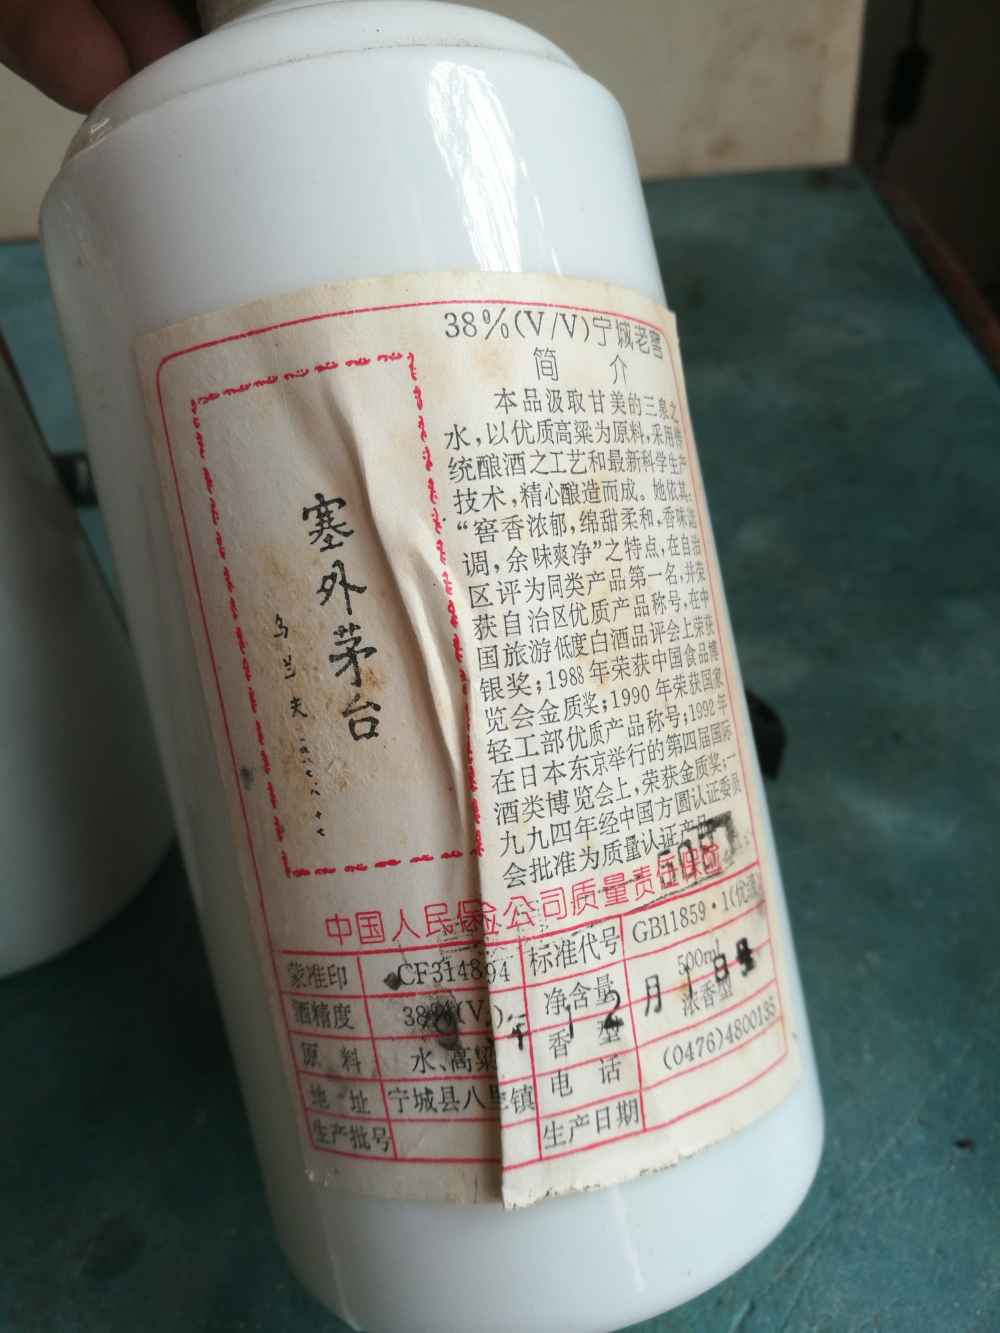 38%(V/V)宁城老窖
简 介
本品汲取甘美的三泉之
水,以优质高粱为原料,采用传
统酿酒之工艺和最新科学生产
技术,精心酿造而成。她依其:
“窖香浓郁,绵甜柔和,香味谐
调,余味爽净”之特点,在自治
区评为同类产品第一名,并荣
获自治区优质产品称号,在中
国旅游低度白酒品评会上荣获
银奖;1988年荣获中国食品博
览会金质奖;1990年荣获国家
轻工部优质产品称号;1992年
在日本东京举行的第四届国际
酒类博览会上,荣获金质奖;一
九九四年经中国方圆认证委员
会批准为质量认证产品
塞外茅台
乌兰夫
中国人民保险公司质量责任保险
蒙准印 CF314894 标准代号 GB11859·1(优
酒精度 38%(V 净含量 500ml
原料 水、高粱 香型 浓香型
地址 宁城县八里镇 电话 (0476)4800185
生产批号 生产日期
年12月18